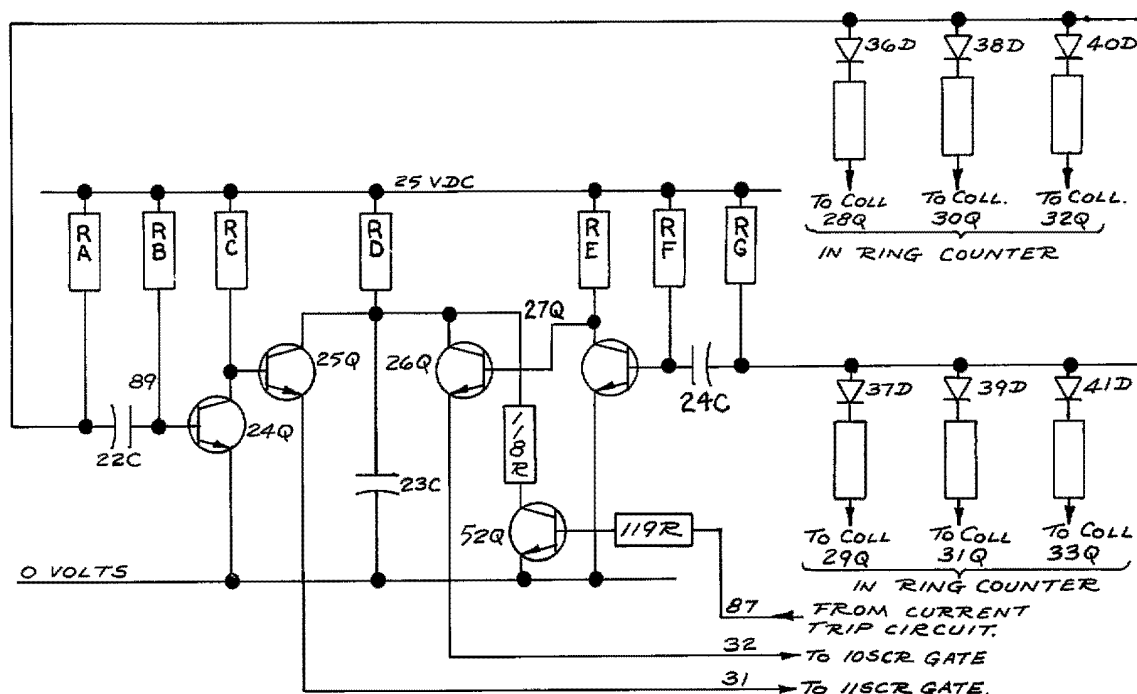 36D
38D
40D
25 VDC
TO COLL
28Q
TO COLL.
30Q
TO COLL.
32Q
IN RING COUNTER
RA
RB
RC
RD
RE
RF
RG
27Q
25Q
26Q
89
24Q
22C
23C
24C
118R
37D
39D
41D
52Q
119R
TO COLL
29Q
TO COLL
31Q
TO COLL
33Q
0 VOLTS
IN RING COUNTER
87
FROM CURRENT
TRIP CIRCUIT.
32
TO 10SCR GATE
31
TO 11SCR GATE.